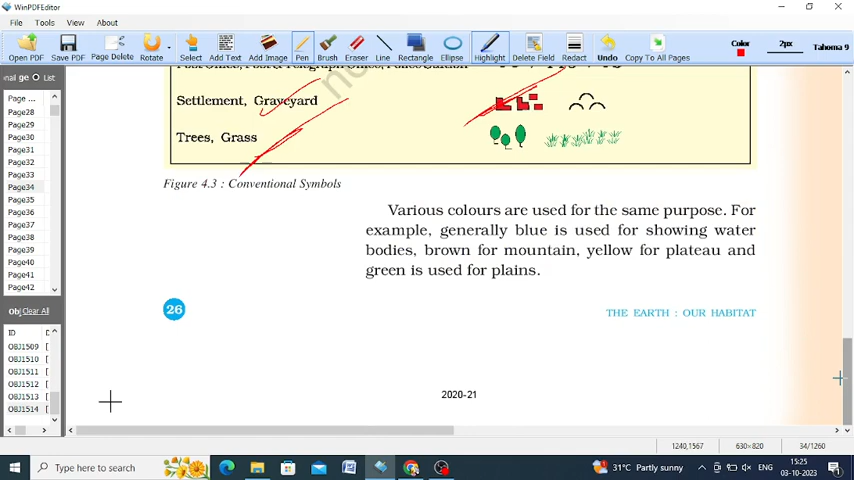 WinPDFEditor
File Tools View About
Open PDF Save PDF Page Delete Rotate Select Add Text Add Image Pen Brush Eraser Line Rectangle Ellipse Highlight Delete Field Redact Undo Copy To All Pages Color 2px Tahoma 9
List
Page...
Page28
Page29
Page30
Page31
Page32
Page33
Page34
Page35
Page36
Page37
Page38
Page39
Page40
Page41
Page42
Clear All
ID
OBJ1509
OBJ1510
OBJ1511
OBJ1512
OBJ1513
OBJ1514
Settlement, Graveyard
Trees, Grass
Figure 4.3 : Conventional Symbols
Various colours are used for the same purpose. For
example, generally blue is used for showing water
bodies, brown for mountain, yellow for plateau and
green is used for plains.
26
THE EARTH : OUR HABITAT
2020-21
1240,1567 630×820 34/1260
Type here to search
31°C Partly sunny
ENG
15:25
03-10-2023